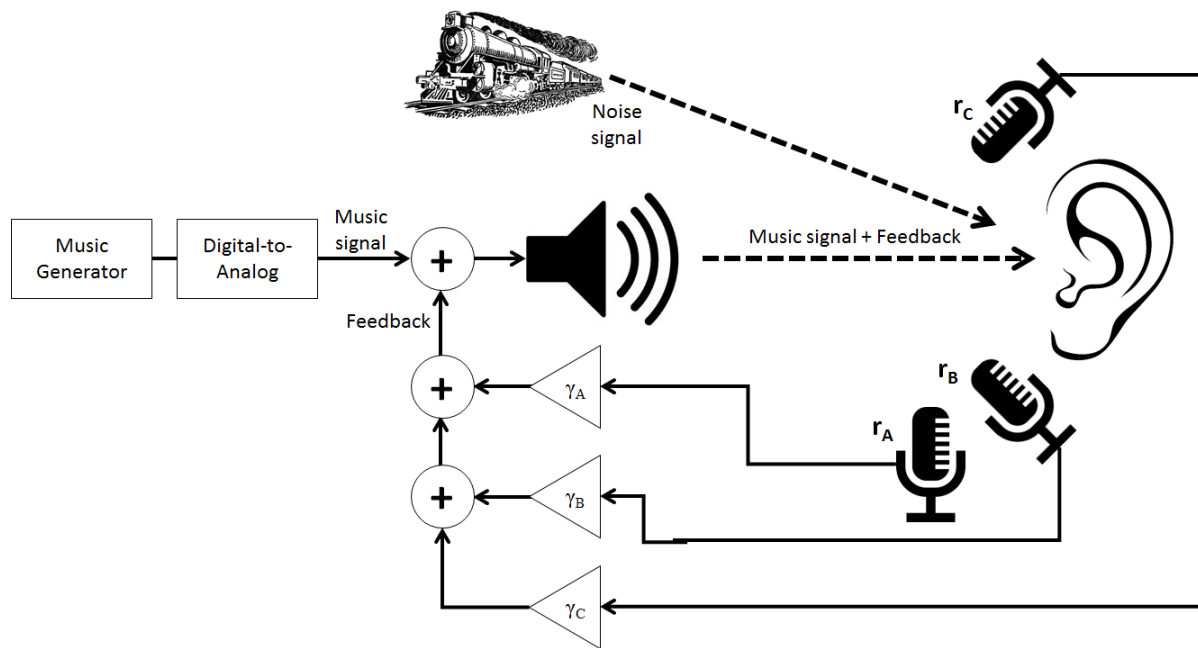 Noise
signal
r_C
Music
Generator
Digital-to-
Analog
Music
signal
+
Music signal + Feedback
Feedback
+
γ_A
r_B
r_A
+
γ_B
γ_C